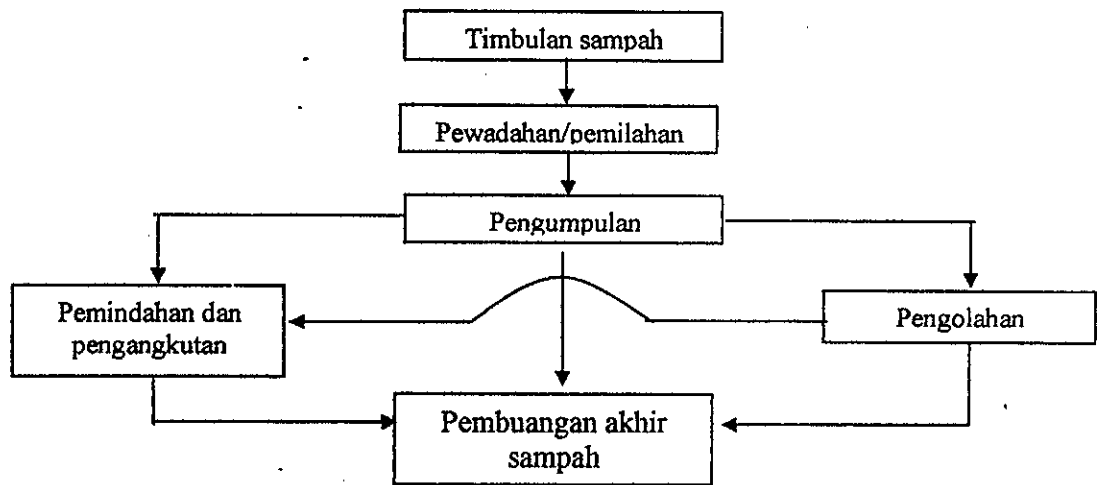 Timbulan sampah
Pewadahan/pemilahan
Pengumpulan
Pemindahan dan
pengangkutan
Pengolahan
Pembuangan akhir
sampah